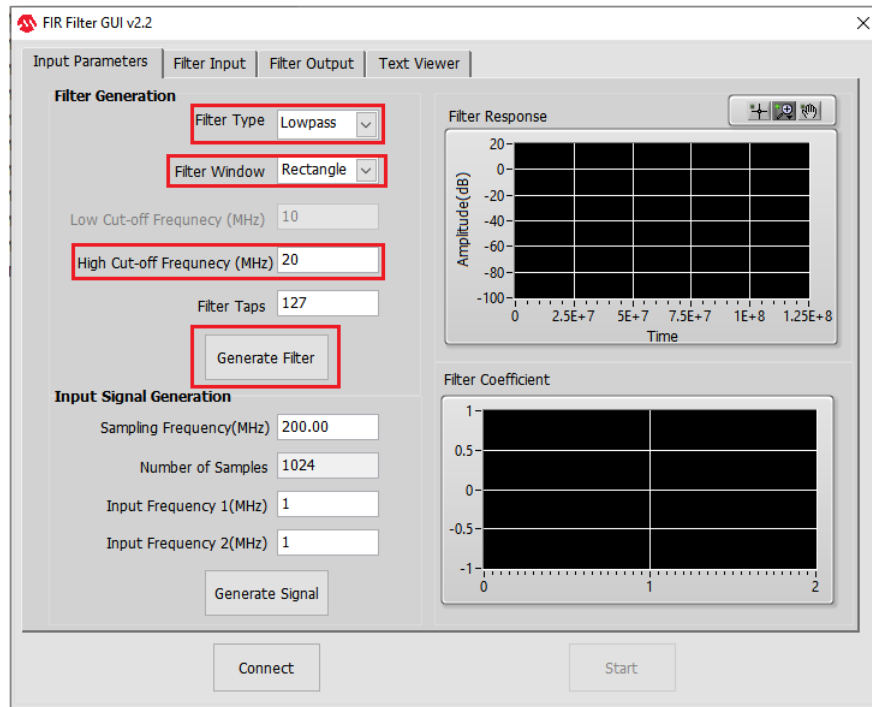 FIR Filter GUI v2.2
Input Parameters
Filter Input
Filter Output
Text Viewer
Filter Generation
Filter Type Lowpass
Filter Window Rectangle
Low Cut-off Frequnecy (MHz) 10
High Cut-off Frequnecy (MHz) 20
Filter Taps 127
Generate Filter
Input Signal Generation
Sampling Frequency(MHz) 200.00
Number of Samples 1024
Input Frequency 1(MHz) 1
Input Frequency 2(MHz) 1
Generate Signal
Filter Response
Amplitude(dB)
20
0
-20
-40
-60
-80
-100
0 2.5E+7 5E+7 7.5E+7 1E+8 1.25E+8
Time
Filter Coefficient
1
0.5
0
-0.5
-1
0 1 2
Connect
Start